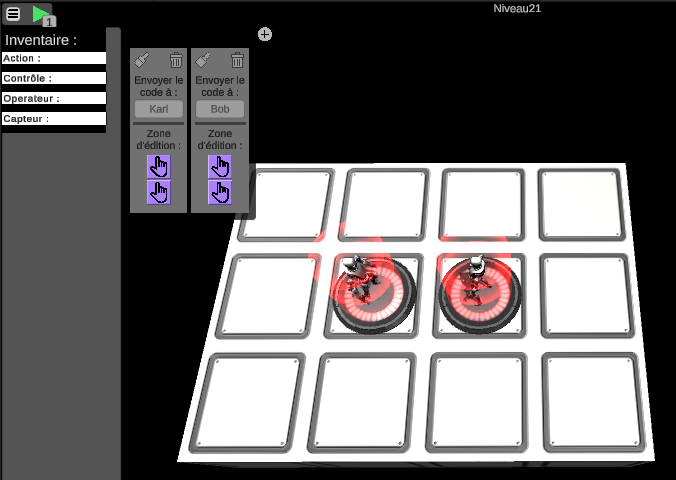 Niveau21
1
Inventaire :
Action :
Contrôle :
Operateur :
Capteur :
Envoyer le
code à :
Karl
Zone
d'édition :
Envoyer le
code à :
Bob
Zone
d'édition :